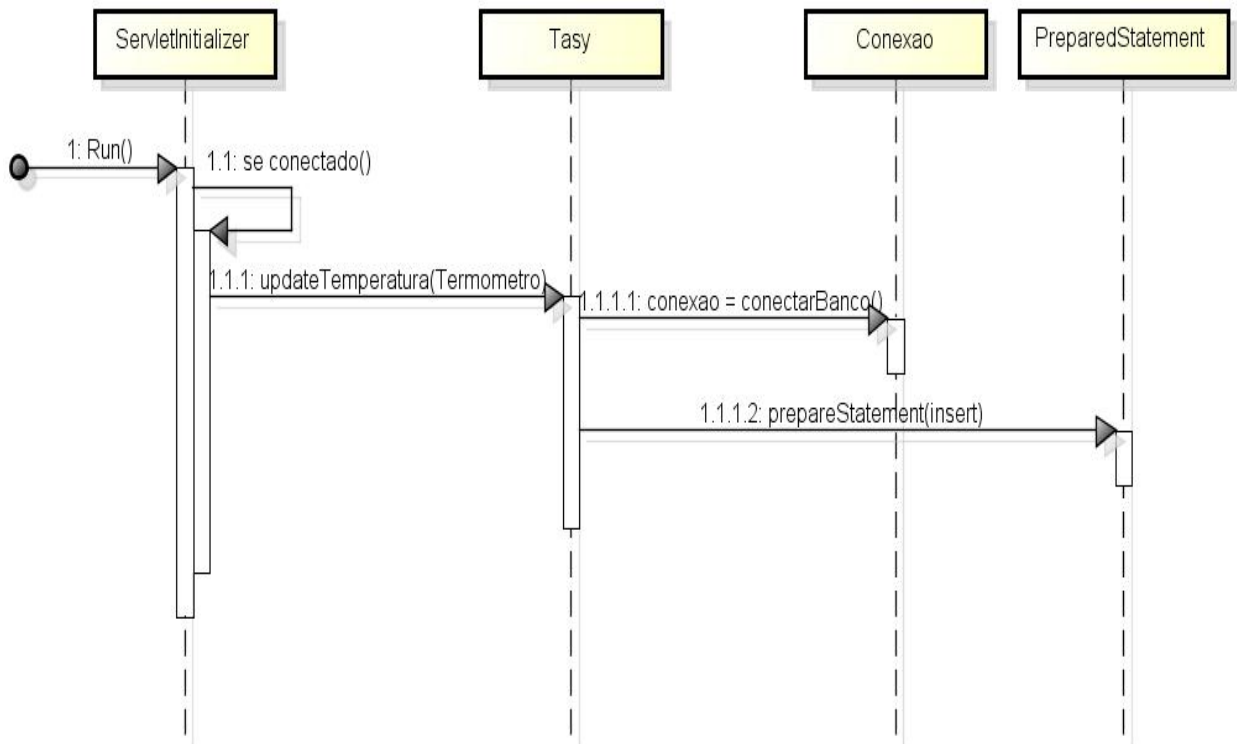 ServletInitializer
Tasy
Conexao
PreparedStatement
1: Run()
1.1: se conectado()
1.1.1: updateTemperatura(Termometro)
1.1.1.1: conexao = conectarBanco()
1.1.1.2: prepareStatement(insert)